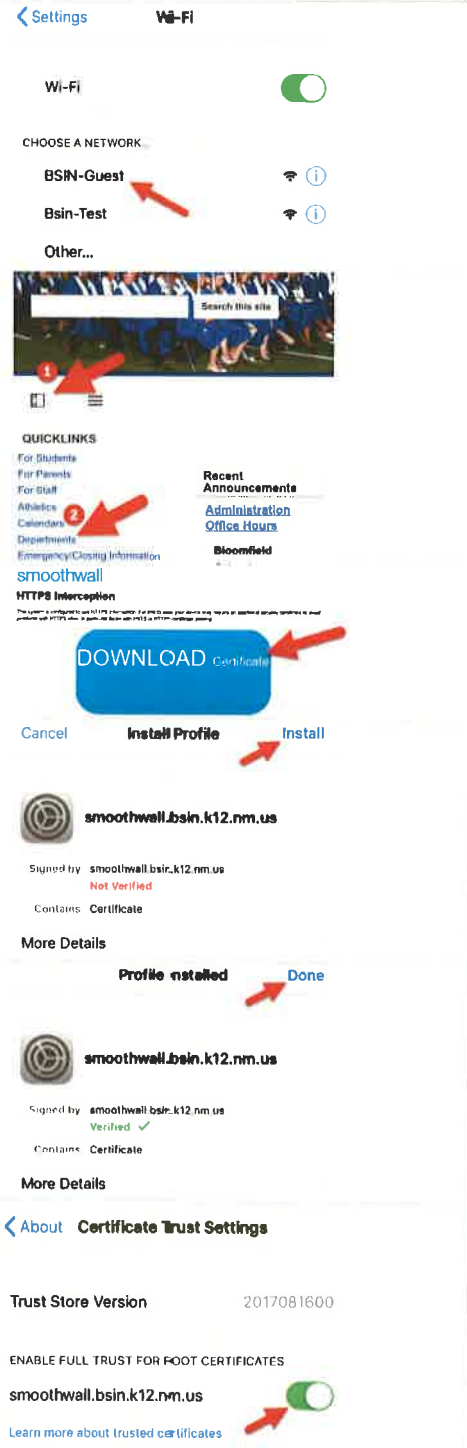 Settings Wi-Fi
Wi-Fi
CHOOSE A NETWORK...
BSIN-Guest
Bsin-Test
Other...
Search this site
1
QUICKLINKS
For Students
For Parents
For Staff
Athletics
Calendars 2
Departments
Emergency/Closing Information
Recent
Announcements
Administration
Office Hours
Bloomfield
smoothwall
HTTPS Interception
DOWNLOAD Certificate
Cancel Install Profile Install
smoothwall.bsin.k12.nm.us
Signed by smoothwall.bsin.k12.nm.us
Not Verified
Contains Certificate
More Details
Profile Installed Done
smoothwall.bsin.k12.nm.us
Signed by smoothwall.bsin.k12.nm.us
Verified ✓
Contains Certificate
More Details
About Certificate Trust Settings
Trust Store Version 2017081600
ENABLE FULL TRUST FOR ROOT CERTIFICATES
smoothwall.bsin.k12.nm.us
Learn more about trusted certificates